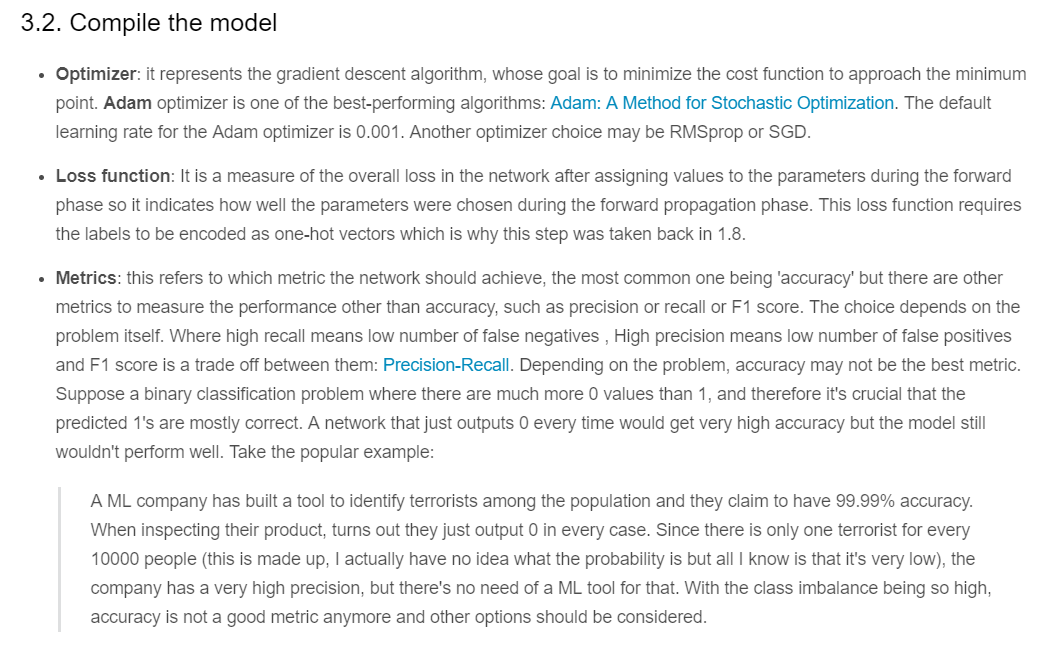 3.2. Compile the model
• Optimizer: it represents the gradient descent algorithm, whose goal is to minimize the cost function to approach the minimum
point. Adam optimizer is one of the best-performing algorithms: Adam: A Method for Stochastic Optimization. The default
learning rate for the Adam optimizer is 0.001. Another optimizer choice may be RMSprop or SGD.
• Loss function: It is a measure of the overall loss in the network after assigning values to the parameters during the forward
phase so it indicates how well the parameters were chosen during the forward propagation phase. This loss function requires
the labels to be encoded as one-hot vectors which is why this step was taken back in 1.8.
• Metrics: this refers to which metric the network should achieve, the most common one being 'accuracy' but there are other
metrics to measure the performance other than accuracy, such as precision or recall or F1 score. The choice depends on the
problem itself. Where high recall means low number of false negatives , High precision means low number of false positives
and F1 score is a trade off between them: Precision-Recall. Depending on the problem, accuracy may not be the best metric.
Suppose a binary classification problem where there are much more 0 values than 1, and therefore it's crucial that the
predicted 1's are mostly correct. A network that just outputs 0 every time would get very high accuracy but the model still
wouldn't perform well. Take the popular example:
A ML company has built a tool to identify terrorists among the population and they claim to have 99.99% accuracy.
When inspecting their product, turns out they just output 0 in every case. Since there is only one terrorist for every
10000 people (this is made up, I actually have no idea what the probability is but all I know is that it's very low), the
company has a very high precision, but there's no need of a ML tool for that. With the class imbalance being so high,
accuracy is not a good metric anymore and other options should be considered.